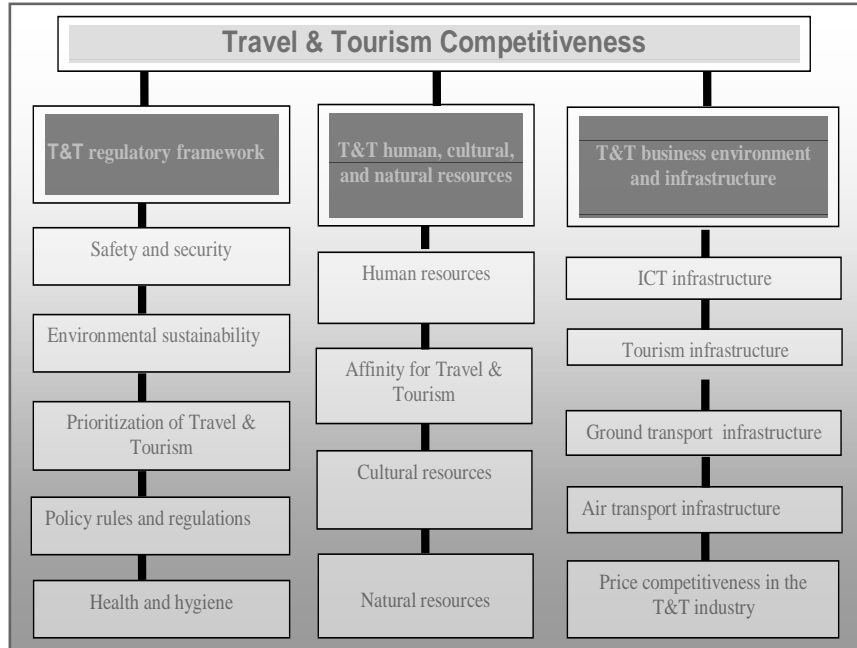 Travel & Tourism Competitiveness
T&T regulatory framework
Safety and security
Environmental sustainability
Prioritization of Travel &
Tourism
Policy rules and regulations
Health and hygiene
T&T human, cultural,
and natural resources
Human resources
Affinity for Travel &
Tourism
Cultural resources
Natural resources
T&T business environment
and infrastructure
ICT infrastructure
Tourism infrastructure
Ground transport infrastructure
Air transport infrastructure
Price competitiveness in the
T&T industry